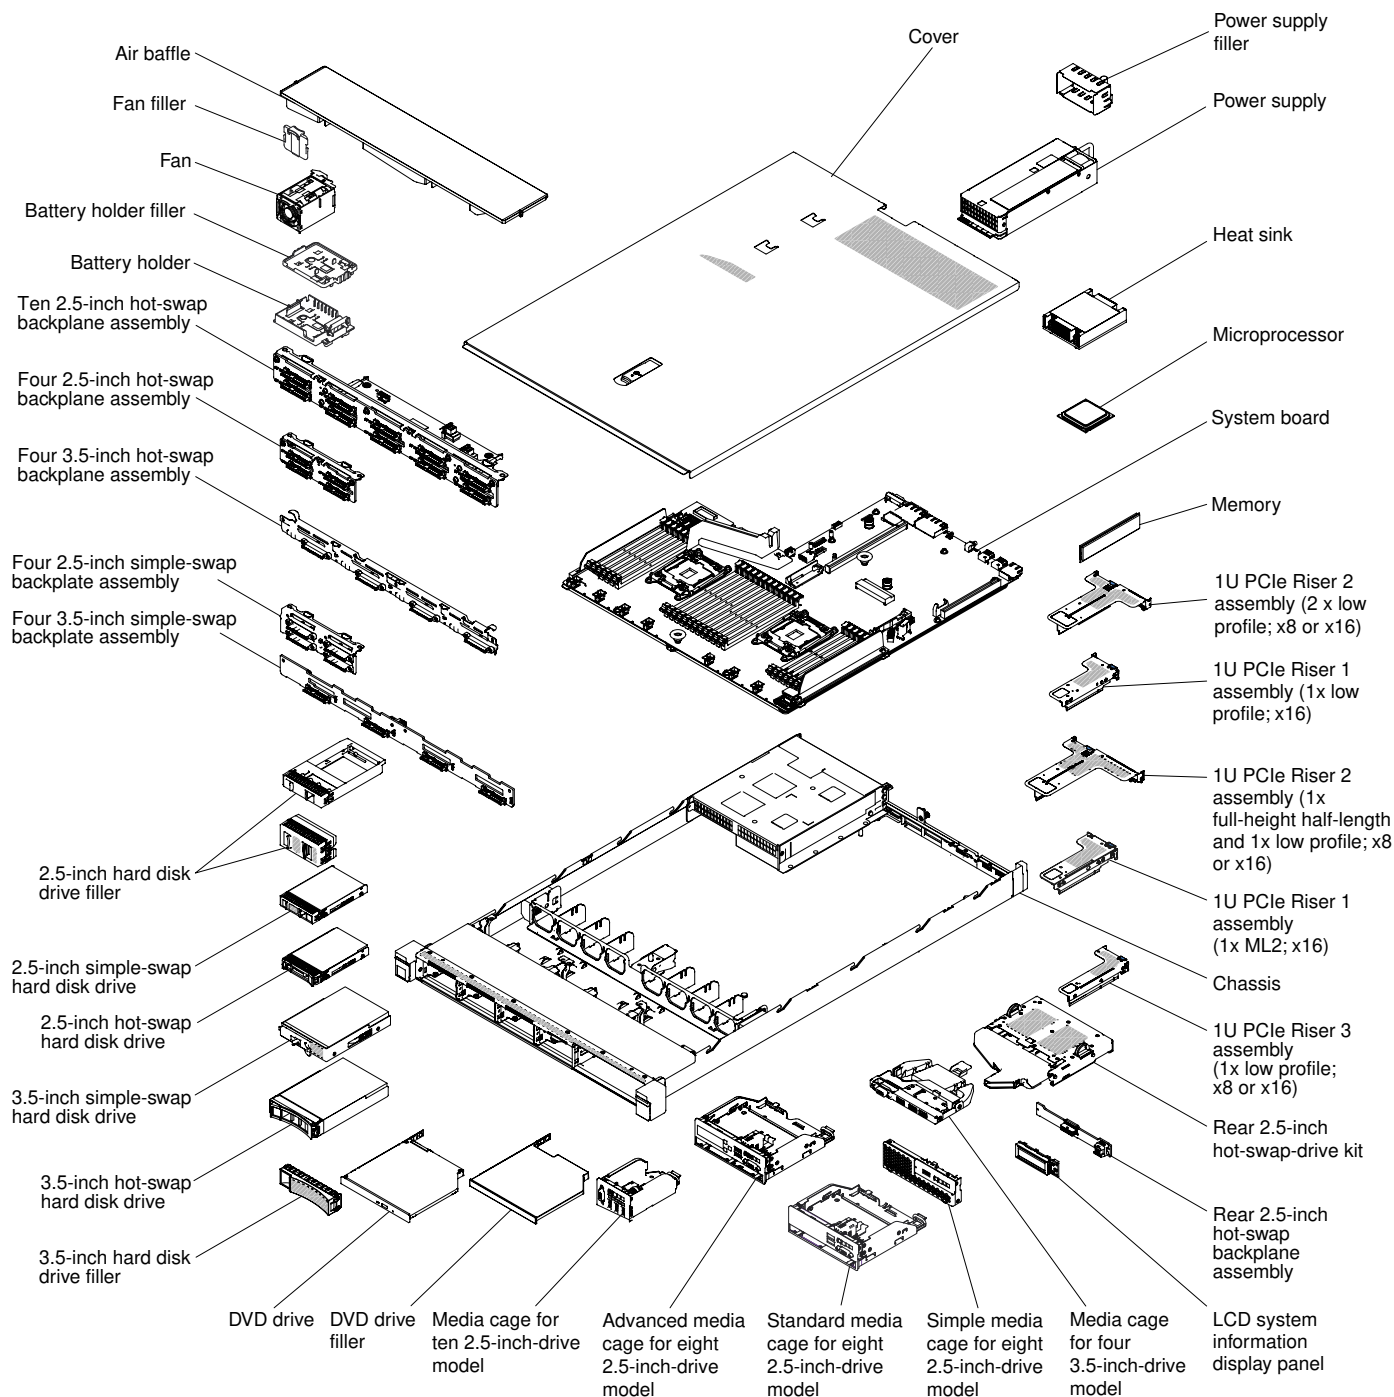 Air baffle
Fan filler
Fan
Battery holder filler
Battery holder
Ten 2.5-inch hot-swap
backplane assembly
Four 2.5-inch hot-swap
backplane assembly
Four 3.5-inch hot-swap
backplane assembly
Four 2.5-inch simple-swap
backplate assembly
Four 3.5-inch simple-swap
backplate assembly
2.5-inch hard disk
drive filler
2.5-inch simple-swap
hard disk drive
2.5-inch hot-swap
hard disk drive
3.5-inch simple-swap
hard disk drive
3.5-inch hot-swap
hard disk drive
3.5-inch hard disk
drive filler
DVD drive
DVD drive
filler
Media cage for
ten 2.5-inch-drive
model
Advanced media
cage for eight
2.5-inch-drive
model
Standard media
cage for eight
2.5-inch-drive
model
Simple media
cage for eight
2.5-inch-drive
model
Media cage
for four
3.5-inch-drive
model
LCD system
information
display panel
Cover
Power supply
filler
Power supply
Heat sink
Microprocessor
System board
Memory
1U PCIe Riser 2
assembly (2 x low
profile; x8 or x16)
1U PCIe Riser 1
assembly (1x low
profile; x16)
1U PCIe Riser 2
assembly (1x
full-height half-length
and 1x low profile; x8
or x16)
1U PCIe Riser 1
assembly
(1x ML2; x16)
Chassis
1U PCIe Riser 3
assembly
(1x low profile;
x8 or x16)
Rear 2.5-inch
hot-swap-drive kit
Rear 2.5-inch
hot-swap
backplane
assembly